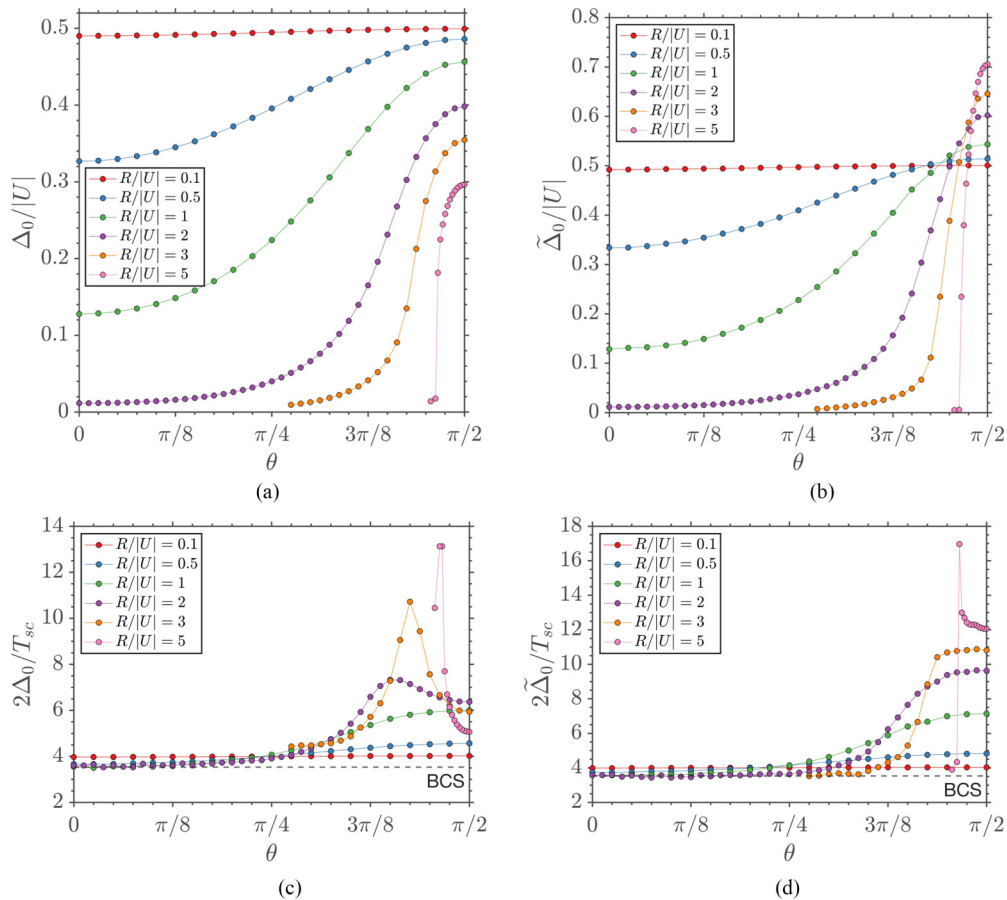 0.5
0.4
0.3
0.2
0.1
0
Δ₀/|U|
R/|U| = 0.1
R/|U| = 0.5
R/|U| = 1
R/|U| = 2
R/|U| = 3
R/|U| = 5
0 π/8 π/4 3π/8 π/2
θ
(a)
0.8
0.7
0.6
0.5
0.4
0.3
0.2
0.1
0
Δ̃₀/|U|
R/|U| = 0.1
R/|U| = 0.5
R/|U| = 1
R/|U| = 2
R/|U| = 3
R/|U| = 5
0 π/8 π/4 3π/8 π/2
θ
(b)
14
12
10
8
6
4
2
2Δ₀/T_sc
R/|U| = 0.1
R/|U| = 0.5
R/|U| = 1
R/|U| = 2
R/|U| = 3
R/|U| = 5
BCS
0 π/8 π/4 3π/8 π/2
θ
(c)
18
16
14
12
10
8
6
4
2
2Δ̃₀/T_sc
R/|U| = 0.1
R/|U| = 0.5
R/|U| = 1
R/|U| = 2
R/|U| = 3
R/|U| = 5
BCS
0 π/8 π/4 3π/8 π/2
θ
(d)